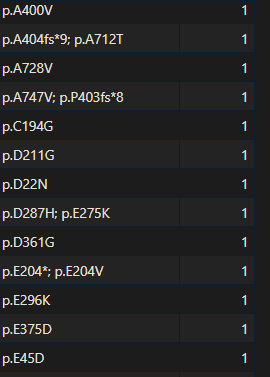 p.A400V 1
p.A404fs*9; p.A712T 1
p.A728V 1
p.A747V; p.P403fs*8 1
p.C194G 1
p.D211G 1
p.D22N 1
p.D287H; p.E275K 1
p.D361G 1
p.E204*; p.E204V 1
p.E296K 1
p.E375D 1
p.E45D 1